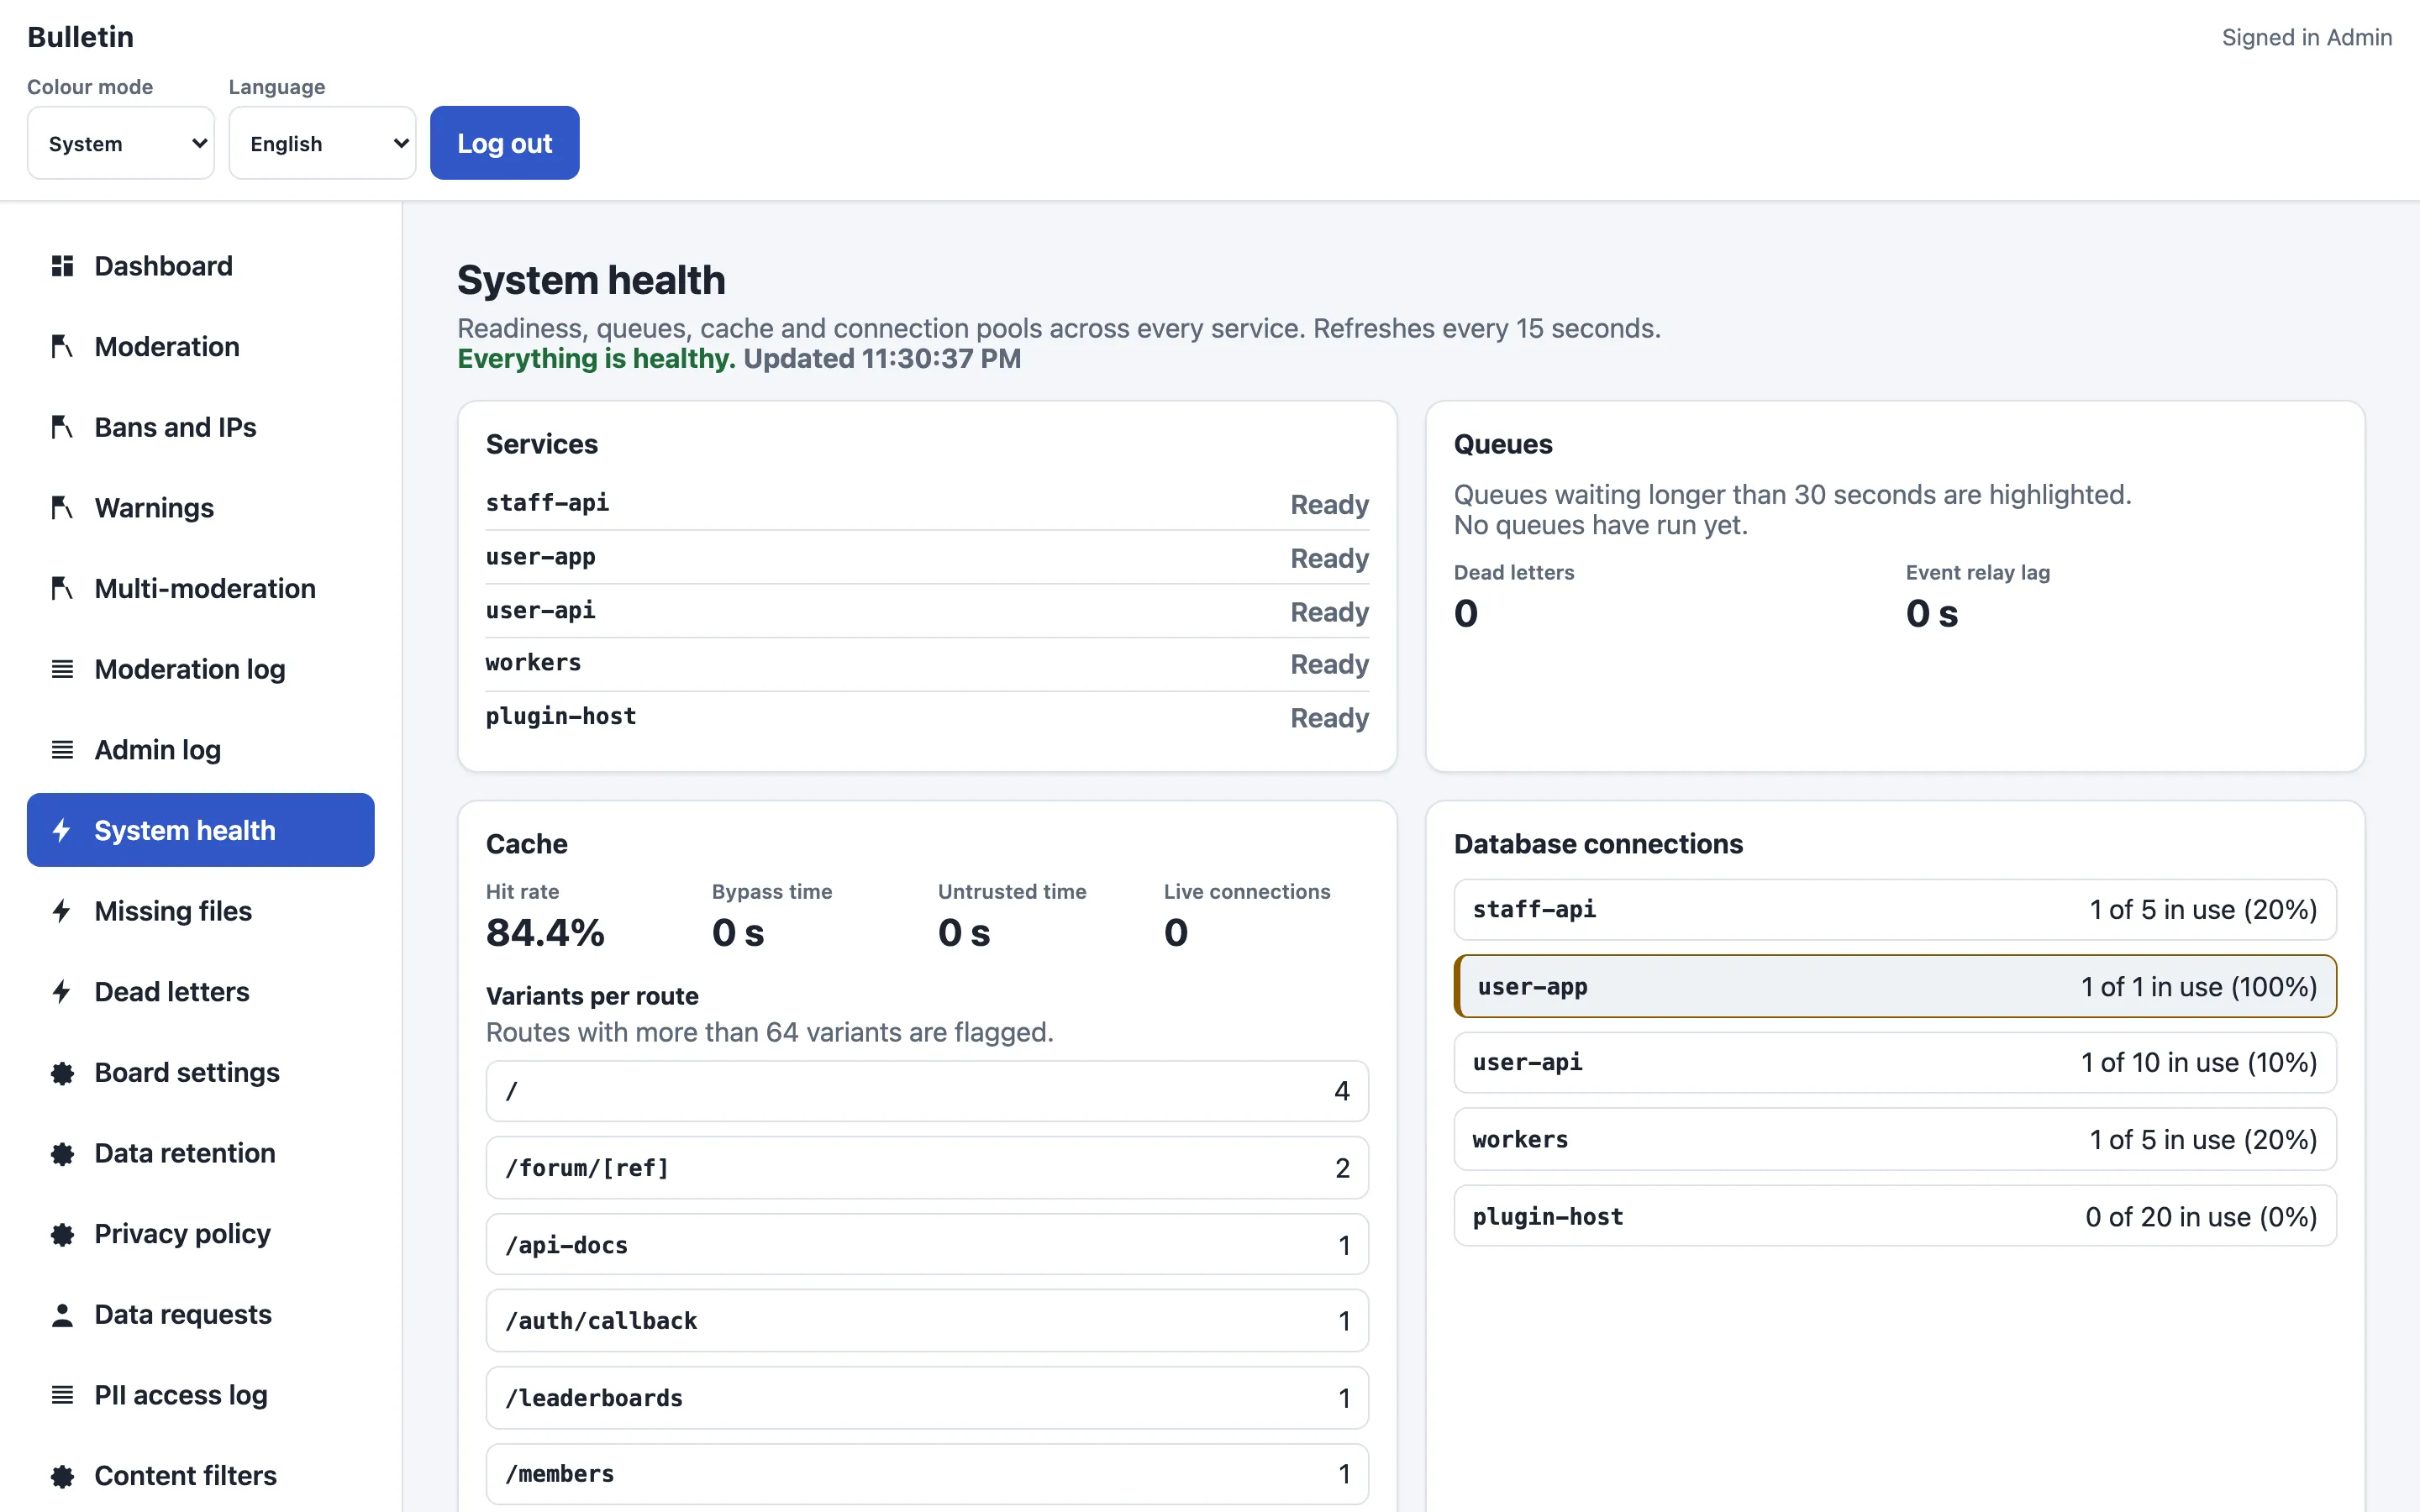 Bulletin
Signed in Admin
Colour mode
Language
System
English
Log out
Dashboard
Moderation
Bans and IPs
Warnings
Multi-moderation
Moderation log
Admin log
System health
Missing files
Dead letters
Board settings
Data retention
Privacy policy
Data requests
PII access log
Content filters
System health
Readiness, queues, cache and connection pools across every service. Refreshes every 15 seconds.
Everything is healthy. Updated 11:30:37 PM
Services
staff-api Ready
user-app Ready
user-api Ready
workers Ready
plugin-host Ready
Queues
Queues waiting longer than 30 seconds are highlighted.
No queues have run yet.
Dead letters
0
Event relay lag
0 s
Cache
Hit rate
84.4%
Bypass time
0 s
Untrusted time
0 s
Live connections
0
Variants per route
Routes with more than 64 variants are flagged.
/ 4
/forum/[ref] 2
/api-docs 1
/auth/callback 1
/leaderboards 1
/members 1
Database connections
staff-api 1 of 5 in use (20%)
user-app 1 of 1 in use (100%)
user-api 1 of 10 in use (10%)
workers 1 of 5 in use (20%)
plugin-host 0 of 20 in use (0%)